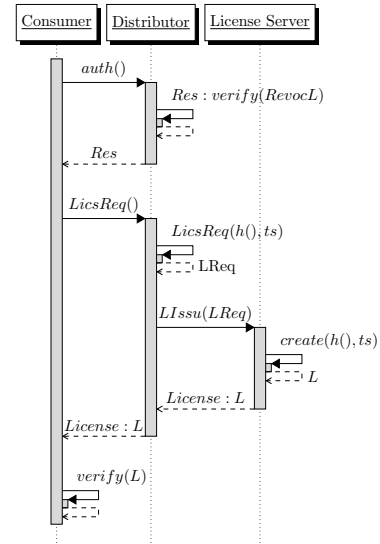 Consumer Distributor License Server
auth()
Res : verify(RevocL)
Res
LicsReq()
LicsReq(h(), ts)
LReq
LIssu(LReq)
create(h(), ts)
L
License : L
License : L
verify(L)